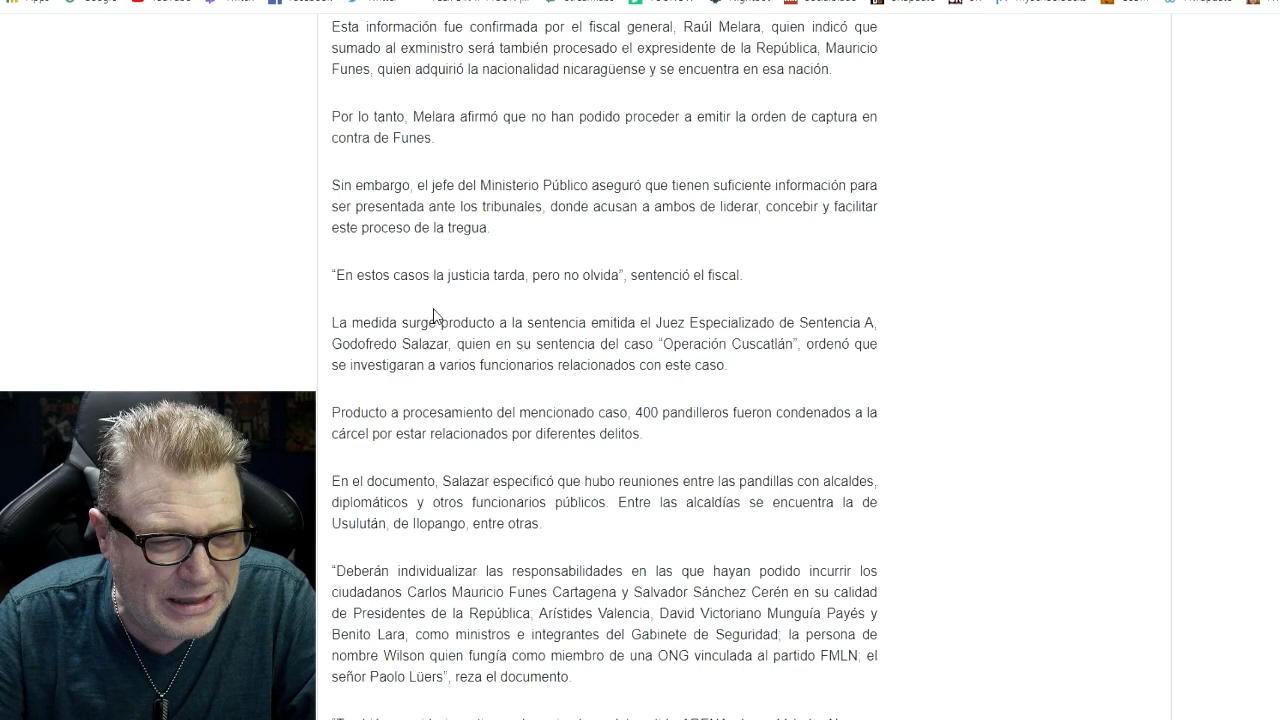 Esta información fue confirmada por el fiscal general, Raúl Melara, quien indicó que
sumado al exministro será también procesado el expresidente de la República, Mauricio
Funes, quien adquirió la nacionalidad nicaragüense y se encuentra en esa nación.
Por lo tanto, Melara afirmó que no han podido proceder a emitir la orden de captura en
contra de Funes.
Sin embargo, el jefe del Ministerio Público aseguró que tienen suficiente información para
ser presentada ante los tribunales, donde acusan a ambos de liderar, concebir y facilitar
este proceso de la tregua.
“En estos casos la justicia tarda, pero no olvida”, sentenció el fiscal.
La medida surge producto a la sentencia emitida el Juez Especializado de Sentencia A,
Godofredo Salazar, quien en su sentencia del caso “Operación Cuscatlán”, ordenó que
se investigaran a varios funcionarios relacionados con este caso.
Producto a procesamiento del mencionado caso, 400 pandilleros fueron condenados a la
cárcel por estar relacionados por diferentes delitos.
En el documento, Salazar especificó que hubo reuniones entre las pandillas con alcaldes,
diplomáticos y otros funcionarios públicos. Entre las alcaldías se encuentra la de
Usulután, de Ilopango, entre otras.
“Deberán individualizar las responsabilidades en las que hayan podido incurrir los
ciudadanos Carlos Mauricio Funes Cartagena y Salvador Sánchez Cerén en su calidad
de Presidentes de la República; Arístides Valencia, David Victoriano Munguía Payés y
Benito Lara, como ministros e integrantes del Gabinete de Seguridad; la persona de
nombre Wilson quien fungía como miembro de una ONG vinculada al partido FMLN; el
señor Paolo Lüers”, reza el documento.